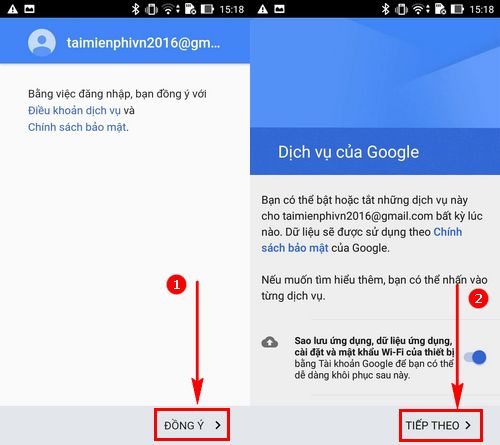 15:18
taimienphivn2016@gm...
Bằng việc đăng nhập, bạn đồng ý với
Điều khoản dịch vụ và
Chính sách bảo mật.
1
ĐỒNG Ý
15:18
Dịch vụ của Google
Bạn có thể bật hoặc tắt những dịch vụ này
cho taimienphivn2016@gmail.com bất kỳ lúc
nào. Dữ liệu sẽ được sử dụng theo Chính
sách bảo mật của Google.
Nếu muốn tìm hiểu thêm, bạn có thể nhấn vào
từng dịch vụ.
2
Sao lưu ứng dụng, dữ liệu ứng dụng,
cài đặt và mật khẩu Wi-Fi của thiết bị
bằng Tài khoản Google để bạn có thể
dễ dàng khôi phục sau này.
TIẾP THEO